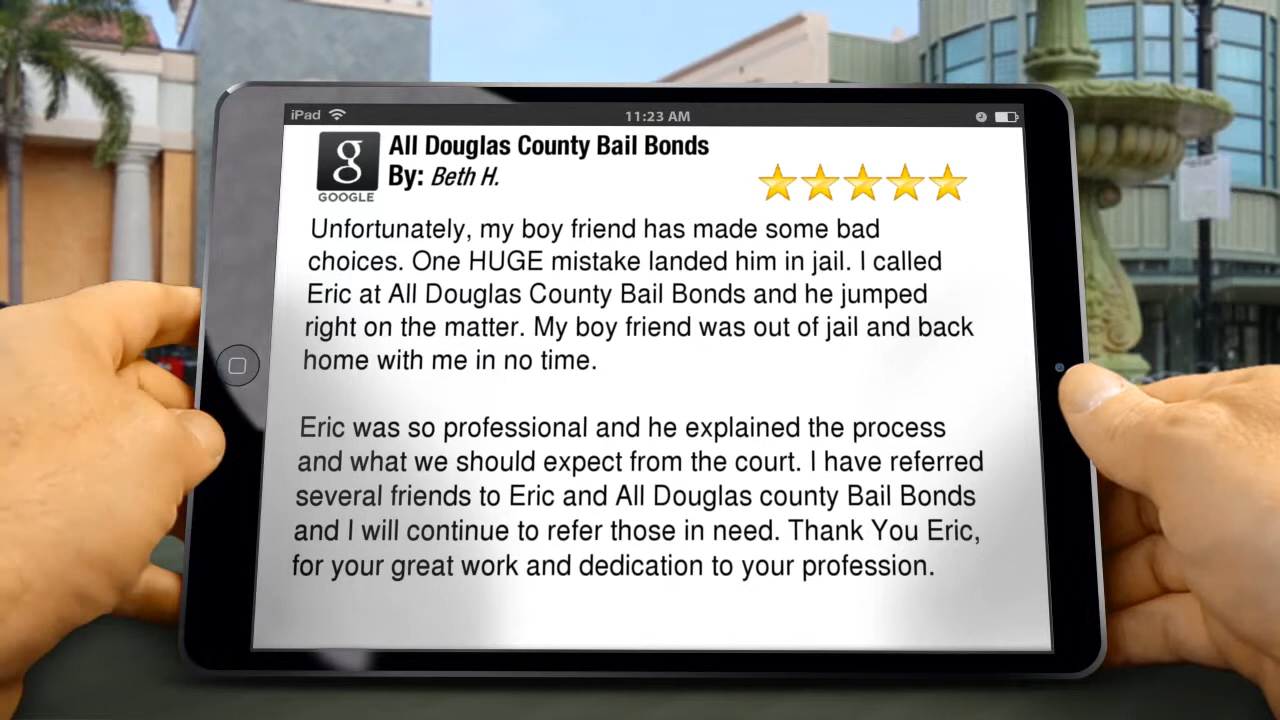 iPad 11:23 AM
g
GOOGLE
All Douglas County Bail Bonds
By: Beth H.
Unfortunately, my boy friend has made some bad
choices. One HUGE mistake landed him in jail. I called
Eric at All Douglas County Bail Bonds and he jumped
right on the matter. My boy friend was out of jail and back
home with me in no time.
Eric was so professional and he explained the process
and what we should expect from the court. I have referred
several friends to Eric and All Douglas county Bail Bonds
and I will continue to refer those in need. Thank You Eric,
for your great work and dedication to your profession.